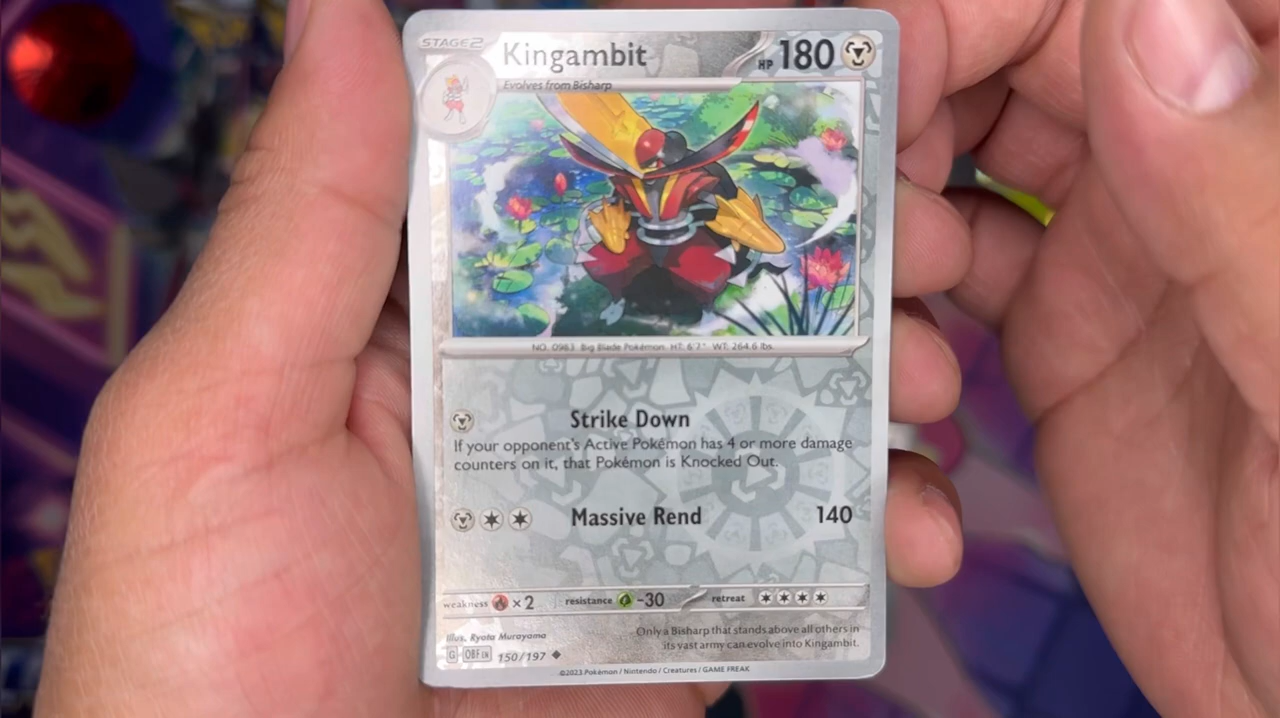 STAGE2 Kingambit HP 180
Evolves from Bisharp
NO. 0983 Big Blade Pokémon HT: 6'2" WT: 264.6 lbs.
Strike Down
If your opponent's Active Pokémon has 4 or more damage
counters on it, that Pokémon is Knocked Out.
Massive Rend 140
weakness ×2 resistance -30 retreat
Illus. Ryota Murayama
Only a Bisharp that stands above all others in
its vast army can evolve into Kingambit.
G OBF EN 150/197
©2023 Pokémon / Nintendo / Creatures / GAME FREAK